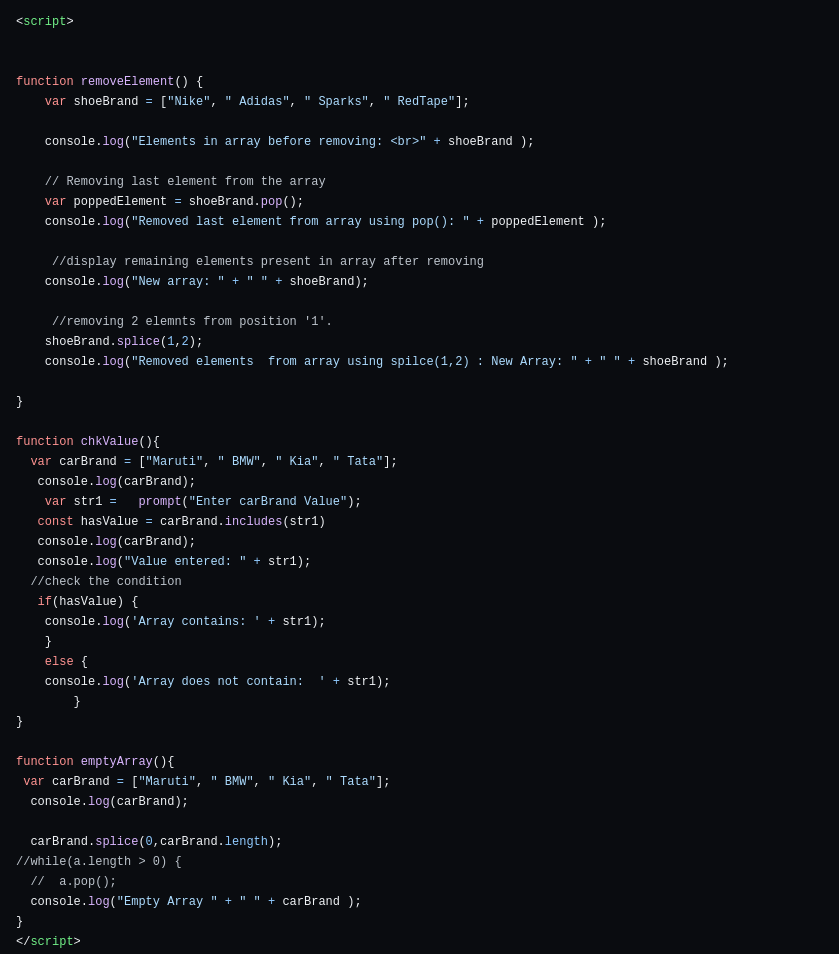 <script>
function removeElement() {
    var shoeBrand = ["Nike", " Adidas", " Sparks", " RedTape"];
    console.log("Elements in array before removing: <br>" + shoeBrand );
    // Removing last element from the array
    var poppedElement = shoeBrand.pop();
    console.log("Removed last element from array using pop(): " + poppedElement );
     //display remaining elements present in array after removing
    console.log("New array: " + " " + shoeBrand);
     //removing 2 elemnts from position '1'.
    shoeBrand.splice(1,2);
    console.log("Removed elements  from array using spilce(1,2) : New Array: " + " " + shoeBrand );
}
function chkValue(){
  var carBrand = ["Maruti", " BMW", " Kia", " Tata"];
   console.log(carBrand);
    var str1 =   prompt("Enter carBrand Value");
   const hasValue = carBrand.includes(str1)
   console.log(carBrand);
   console.log("Value entered: " + str1);
  //check the condition
   if(hasValue) {
    console.log('Array contains: ' + str1);
    }
    else {
    console.log('Array does not contain:  ' + str1);
        }
}
function emptyArray(){
 var carBrand = ["Maruti", " BMW", " Kia", " Tata"];
  console.log(carBrand);
  carBrand.splice(0,carBrand.length);
//while(a.length > 0) {
  //  a.pop();
  console.log("Empty Array " + " " + carBrand );
}
</script>